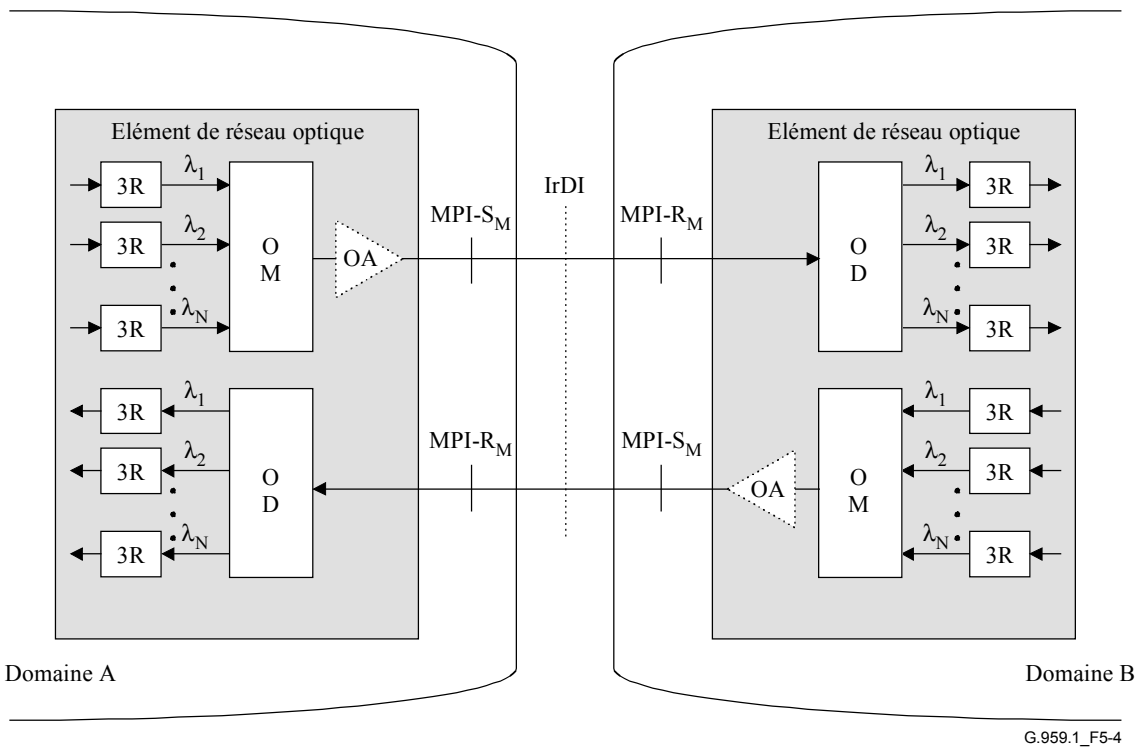 Elément de réseau optique
3R λ1
3R λ2
3R λN
O
M
OA
MPI-SM
IrDI
MPI-RM
Elément de réseau optique
O
D
λ1 3R
λ2 3R
λN 3R
3R λ1
3R λ2
3R λN
O
D
MPI-RM
MPI-SM
OA
O
M
λ1 3R
λ2 3R
λN 3R
Domaine A
Domaine B
G.959.1_F5-4